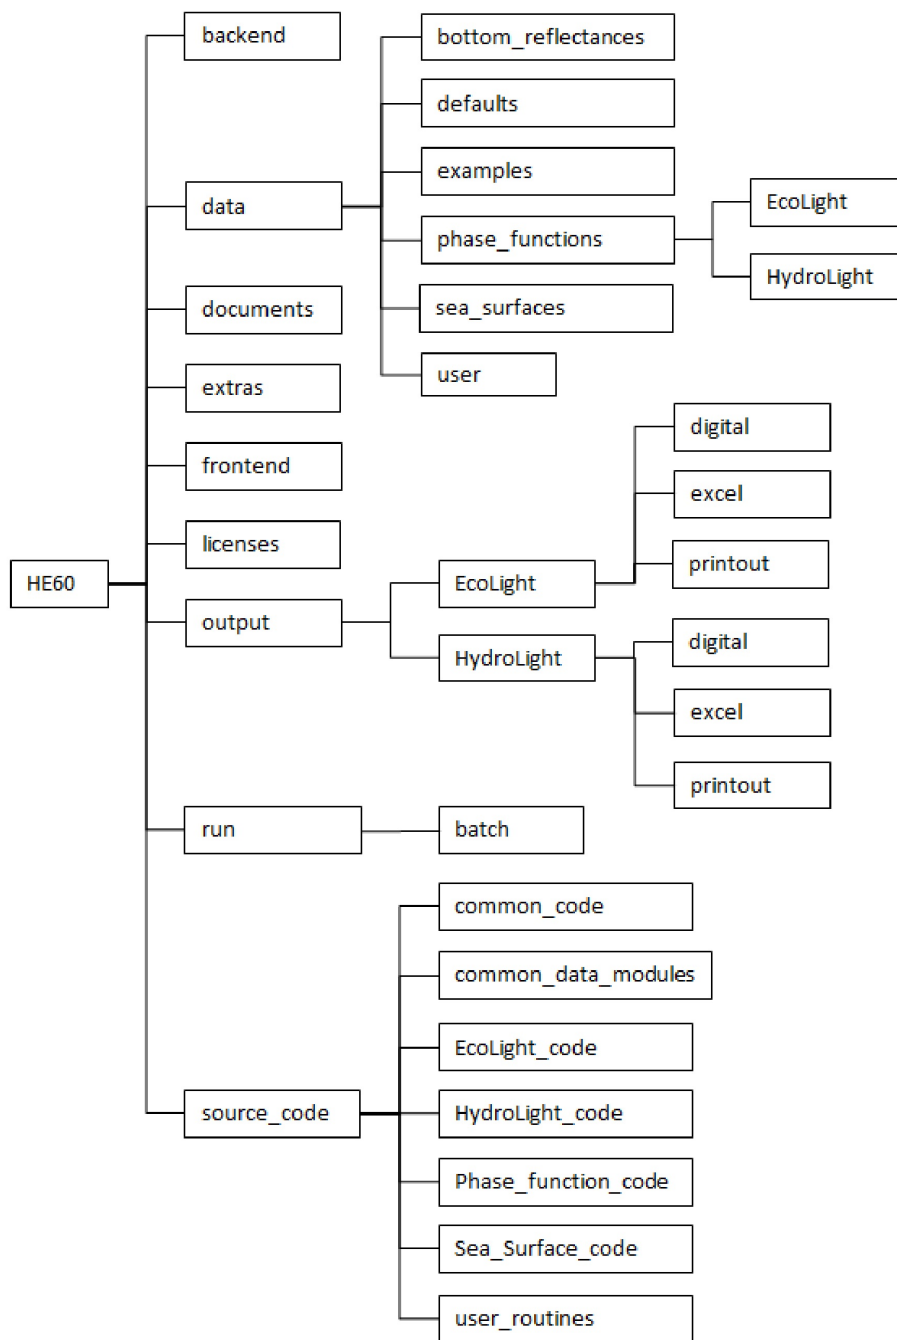 HE60
backend
data
bottom_reflectances
defaults
examples
phase_functions
EcoLight
HydroLight
sea_surfaces
user
documents
extras
frontend
licenses
output
EcoLight
digital
excel
printout
HydroLight
digital
excel
printout
run
batch
source_code
common_code
common_data_modules
EcoLight_code
HydroLight_code
Phase_function_code
Sea_Surface_code
user_routines